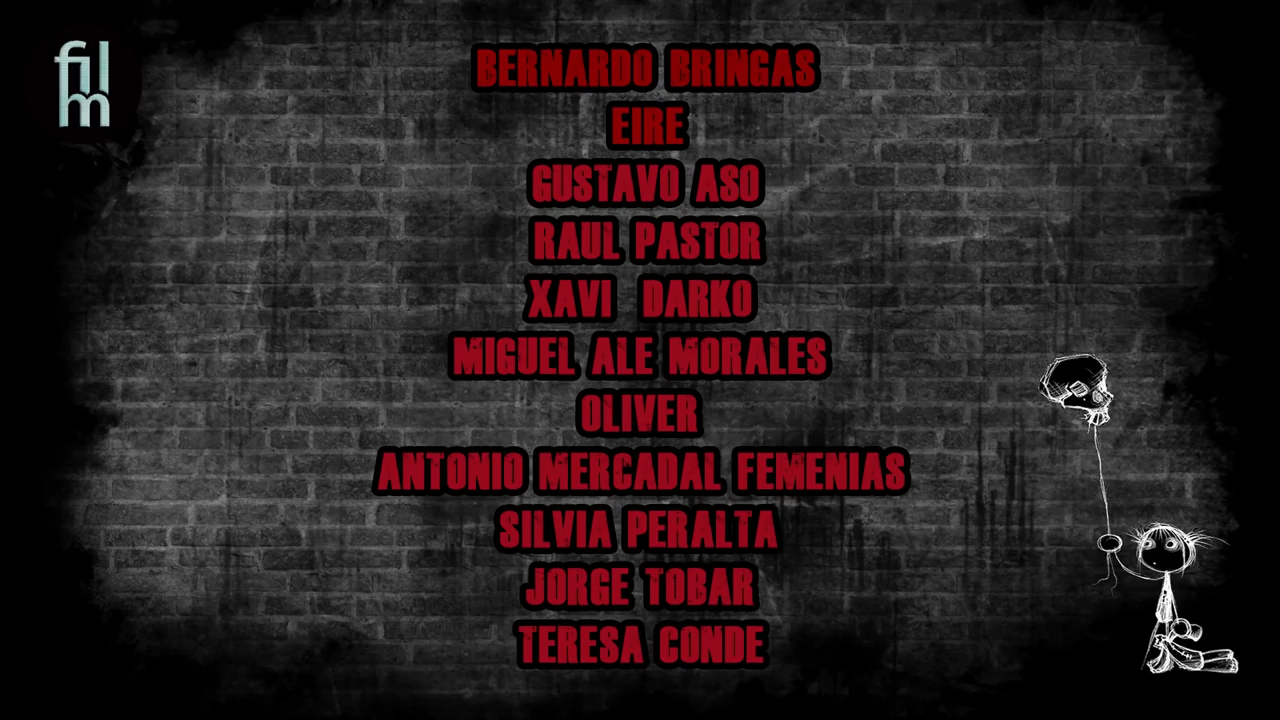 film
BERNARDO BRINGAS
EIRE
GUSTAVO ASO
RAUL PASTOR
XAVI DARKO
MIGUEL ALE MORALES
OLIVER
ANTONIO MERCADAL FEMENIAS
SILVIA PERALTA
JORGE TOBAR
TERESA CONDE